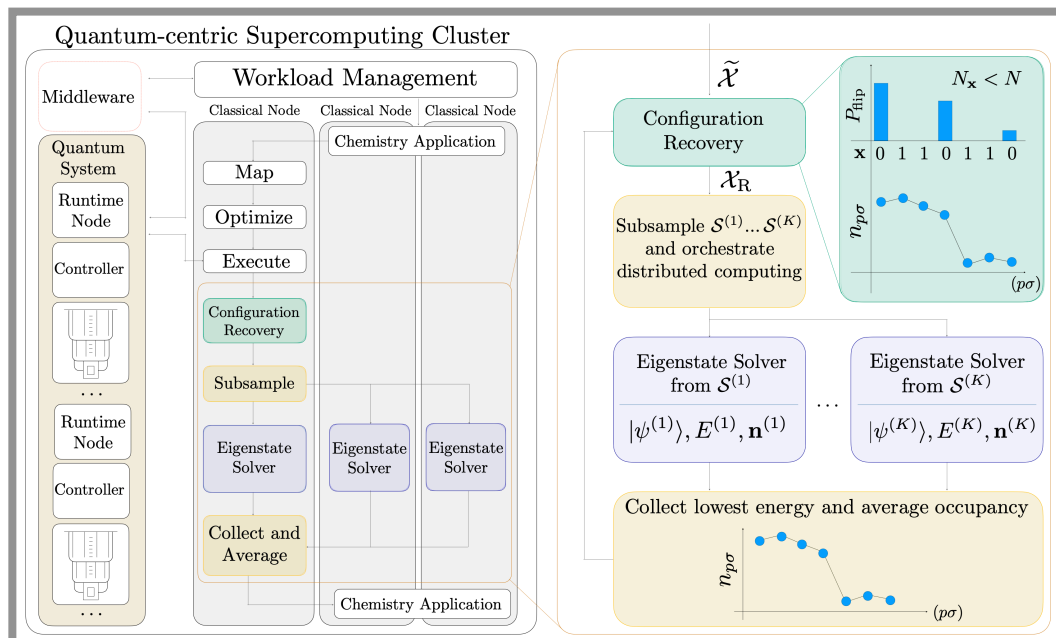 Quantum-centric Supercomputing Cluster
Middleware
Workload Management
Classical Node
Classical Node
Classical Node
Quantum
System
Runtime
Node
Controller
...
Runtime
Node
Controller
...
Chemistry Application
Map
Optimize
Execute
Configuration
Recovery
Subsample
Eigenstate
Solver
Eigenstate
Solver
Eigenstate
Solver
Collect and
Average
Chemistry Application
𝒳̃
Configuration
Recovery
𝒳_R
Subsample 𝒮^(1)...𝒮^(K)
and orchestrate
distributed computing
Eigenstate Solver
from 𝒮^(1)
|ψ^(1)⟩, E^(1), n^(1)
...
Eigenstate Solver
from 𝒮^(K)
|ψ^(K)⟩, E^(K), n^(K)
Collect lowest energy and average occupancy
n_pσ
(pσ)
N_x < N
P_flip
x 0 1 1 0 1 1 0
n_pσ
(pσ)